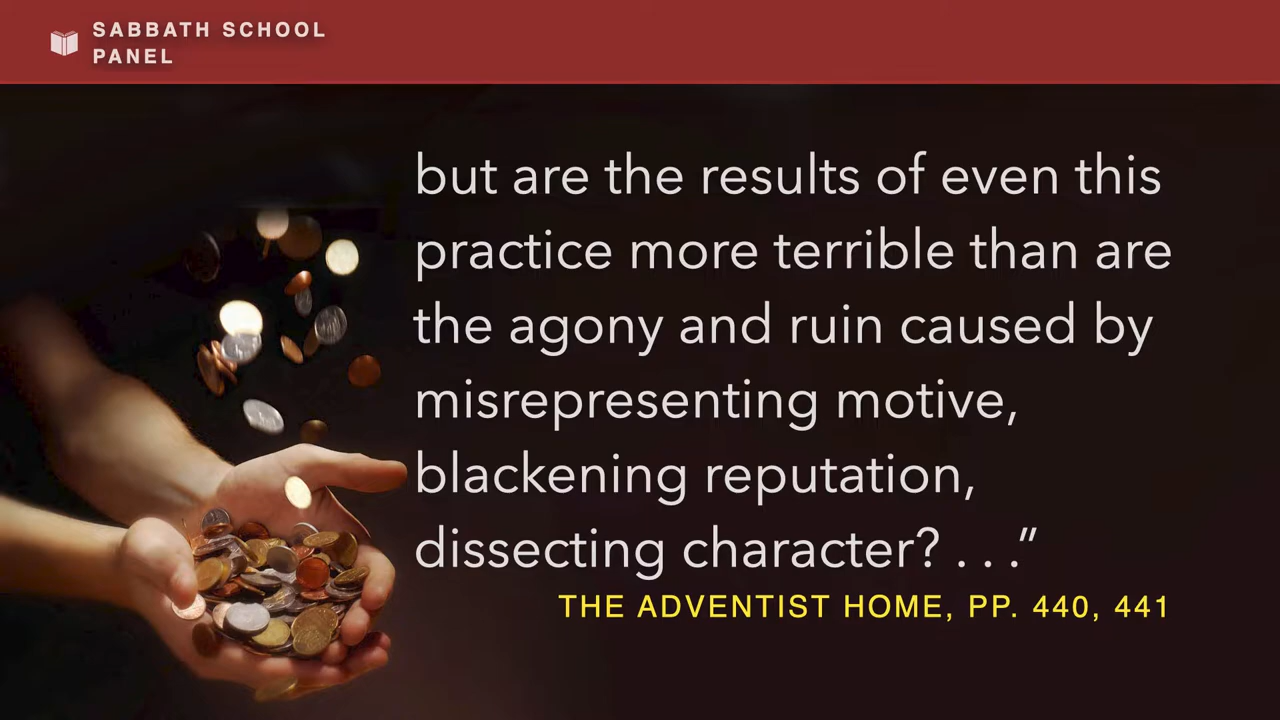 SABBATH SCHOOL
PANEL
but are the results of even this
practice more terrible than are
the agony and ruin caused by
misrepresenting motive,
blackening reputation,
dissecting character? . . .”
THE ADVENTIST HOME, PP. 440, 441